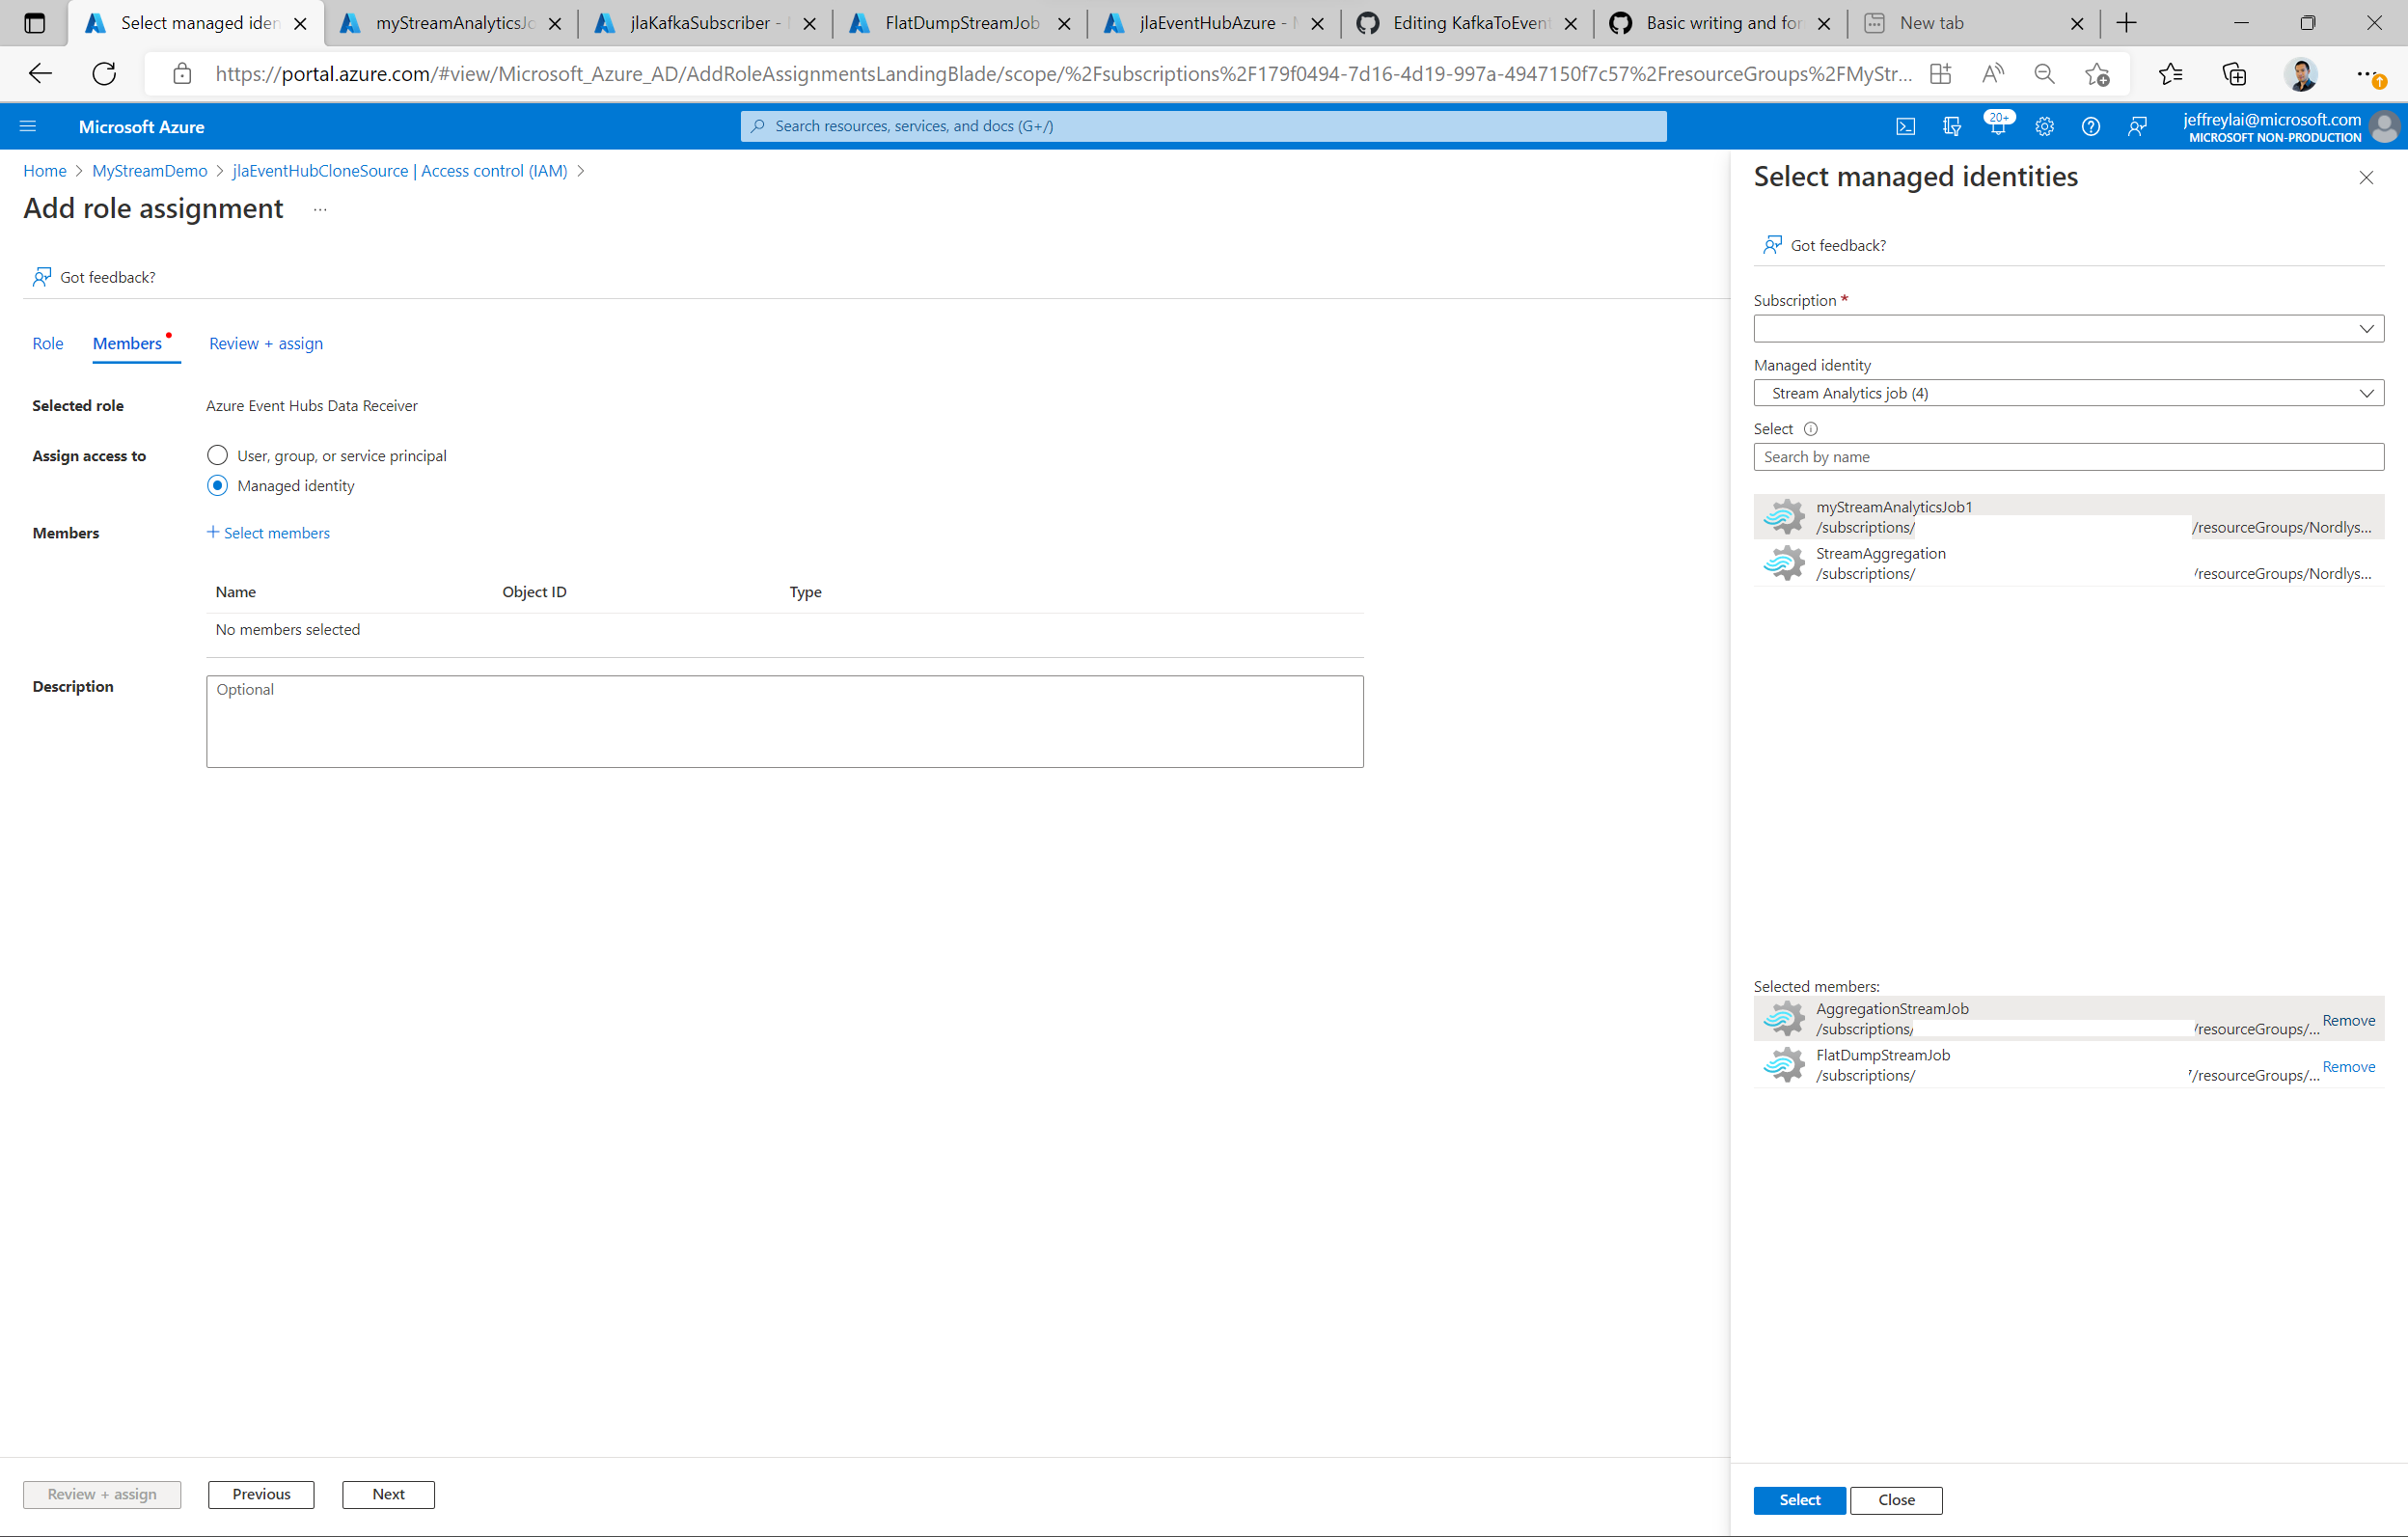 Select managed iden
myStreamAnalyticsJo
jlaKafkaSubscriber -
FlatDumpStreamJob
jlaEventHubAzure -
Editing KafkaToEvent
Basic writing and for
New tab
https://portal.azure.com/#view/Microsoft_Azure_AD/AddRoleAssignmentsLandingBlade/scope/%2Fsubscriptions%2F179f0494-7d16-4d19-997a-4947150f7c57%2FresourceGroups%2FMyStr...
Microsoft Azure
Search resources, services, and docs (G+/)
20+
jeffreylai@microsoft.com
MICROSOFT NON-PRODUCTION
Home > MyStreamDemo > jlaEventHubCloneSource | Access control (IAM) >
Add role assignment ...
Got feedback?
Role
Members
Review + assign
Selected role
Azure Event Hubs Data Receiver
Assign access to
User, group, or service principal
Managed identity
Members
+ Select members
Name
Object ID
Type
No members selected
Description
Optional
Review + assign
Previous
Next
Select managed identities
Got feedback?
Subscription *
Managed identity
Stream Analytics job (4)
Select
Search by name
myStreamAnalyticsJob1
/subscriptions/ /resourceGroups/Nordlys...
StreamAggregation
/subscriptions/ /resourceGroups/Nordlys...
Selected members:
AggregationStreamJob
/subscriptions/ /resourceGroups/...
Remove
FlatDumpStreamJob
/subscriptions/ /resourceGroups/...
Remove
Select
Close